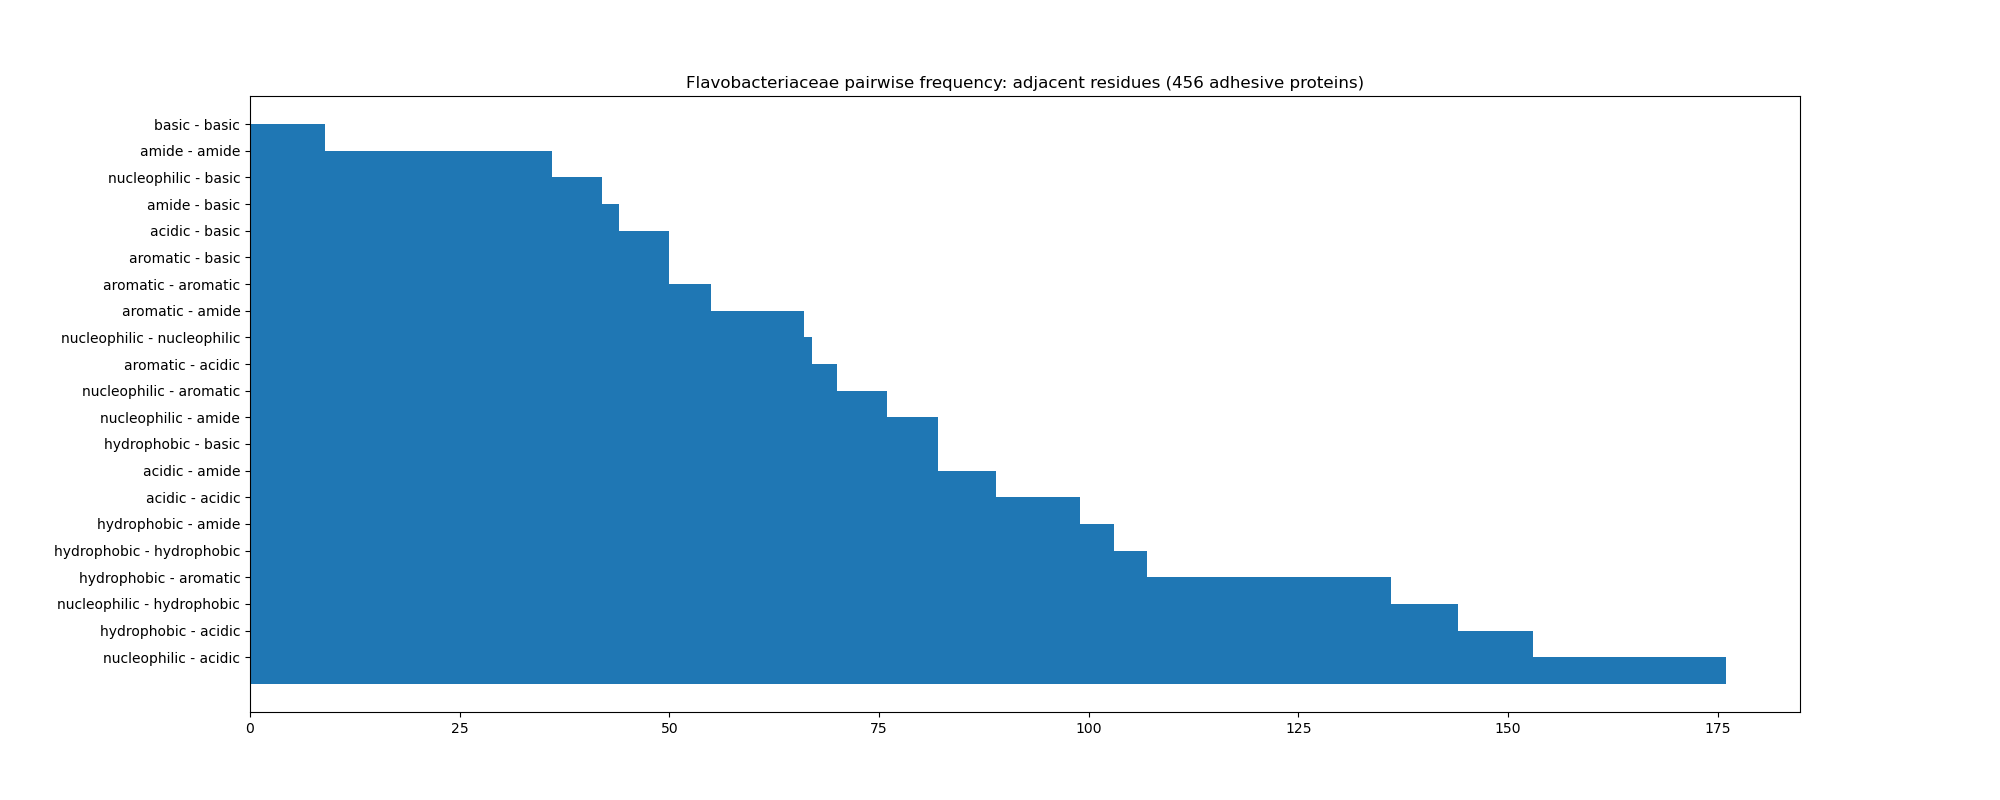 Flavobacteriaceae pairwise frequency: adjacent residues (456 adhesive proteins)
basic - basic
amide - amide
nucleophilic - basic
amide - basic
acidic - basic
aromatic - basic
aromatic - aromatic
aromatic - amide
nucleophilic - nucleophilic
aromatic - acidic
nucleophilic - aromatic
nucleophilic - amide
hydrophobic - basic
acidic - amide
acidic - acidic
hydrophobic - amide
hydrophobic - hydrophobic
hydrophobic - aromatic
nucleophilic - hydrophobic
hydrophobic - acidic
nucleophilic - acidic
0 25 50 75 100 125 150 175